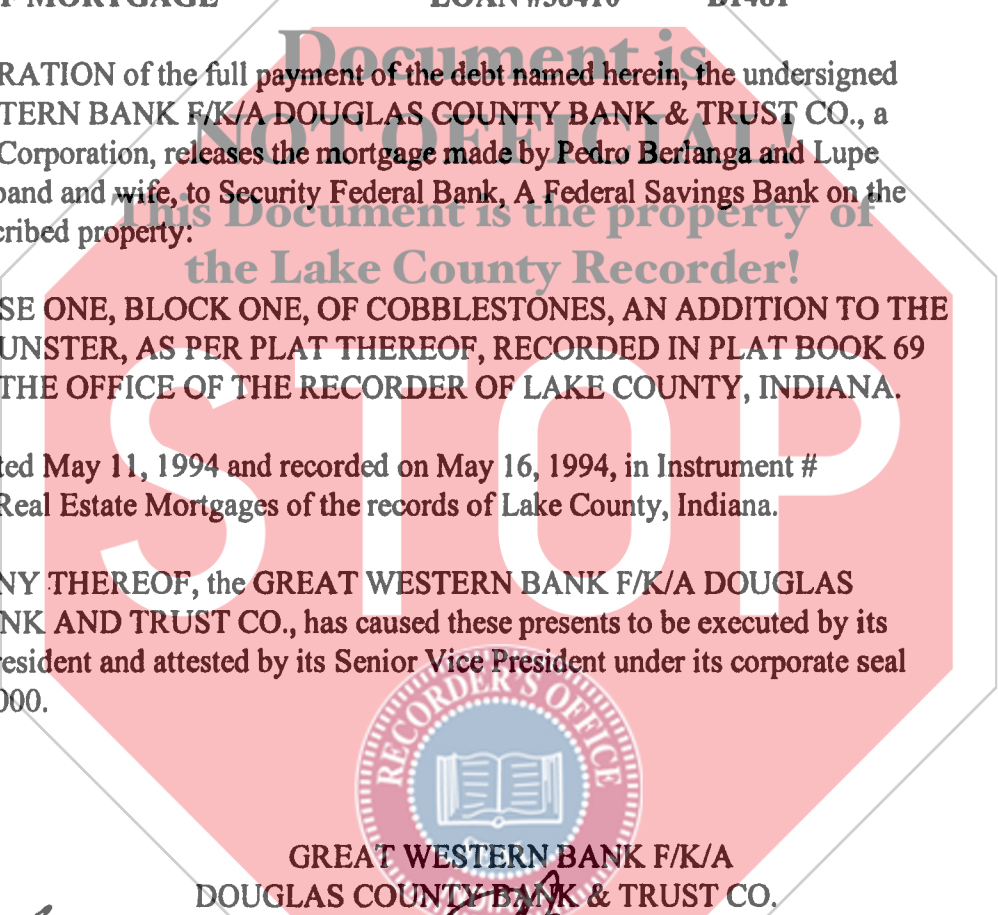 MORTGAGE LOAN #58410 B1481
Document is
RATION of the full payment of the debt named herein, the undersigned
TERN BANK F/K/A DOUGLAS COUNTY BANK & TRUST CO., a
NOT OFFICIAL!
Corporation, releases the mortgage made by Pedro Berlanga and Lupe
band and wife, to Security Federal Bank, A Federal Savings Bank on the
This Document is the property of
cribed property:
the Lake County Recorder!
SE ONE, BLOCK ONE, OF COBBLESTONES, AN ADDITION TO THE
UNSTER, AS PER PLAT THEREOF, RECORDED IN PLAT BOOK 69
THE OFFICE OF THE RECORDER OF LAKE COUNTY, INDIANA.
STOP
ted May 11, 1994 and recorded on May 16, 1994, in Instrument #
Real Estate Mortgages of the records of Lake County, Indiana.
NY THEREOF, the GREAT WESTERN BANK F/K/A DOUGLAS
NK AND TRUST CO., has caused these presents to be executed by its
resident and attested by its Senior Vice President under its corporate seal
000.
RECORDER'S OFFICE
SEAL
GREAT WESTERN BANK F/K/A
DOUGLAS COUNTY BANK & TRUST CO.